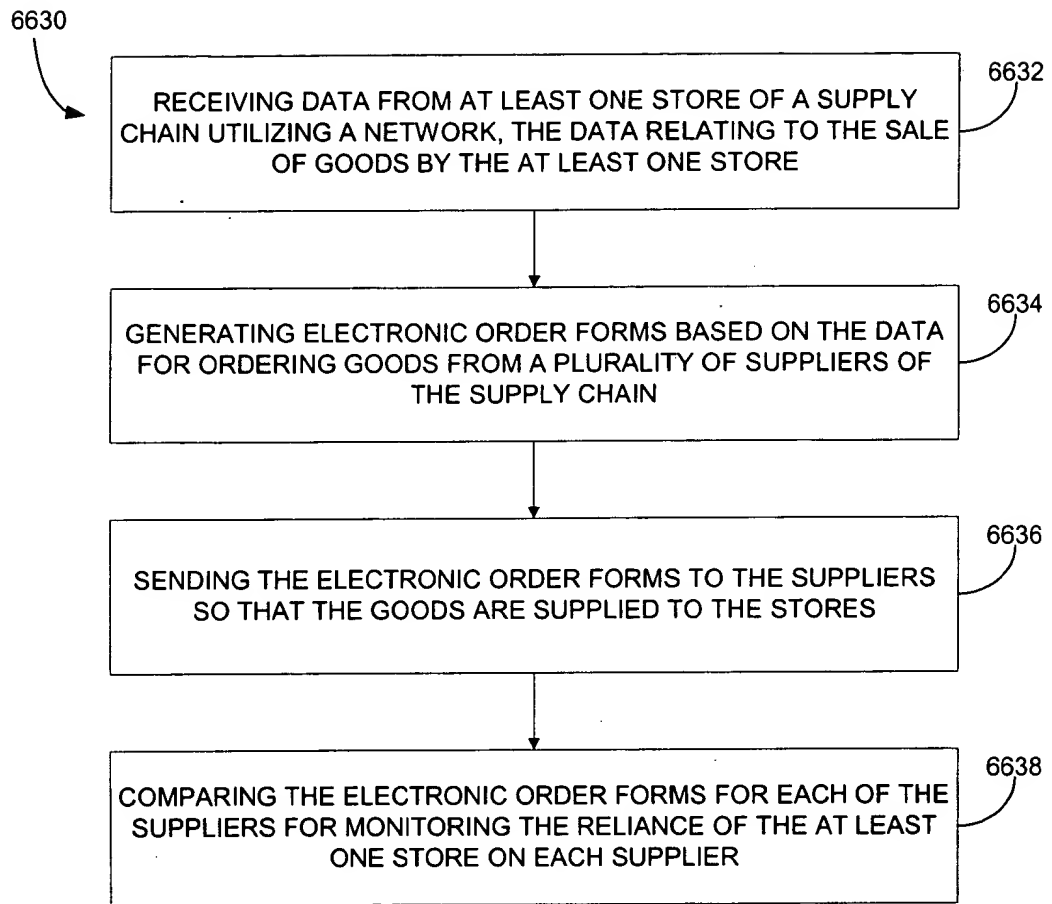 6630
RECEIVING DATA FROM AT LEAST ONE STORE OF A SUPPLY
CHAIN UTILIZING A NETWORK, THE DATA RELATING TO THE SALE
OF GOODS BY THE AT LEAST ONE STORE
6632
GENERATING ELECTRONIC ORDER FORMS BASED ON THE DATA
FOR ORDERING GOODS FROM A PLURALITY OF SUPPLIERS OF
THE SUPPLY CHAIN
6634
SENDING THE ELECTRONIC ORDER FORMS TO THE SUPPLIERS
SO THAT THE GOODS ARE SUPPLIED TO THE STORES
6636
COMPARING THE ELECTRONIC ORDER FORMS FOR EACH OF THE
SUPPLIERS FOR MONITORING THE RELIANCE OF THE AT LEAST
ONE STORE ON EACH SUPPLIER
6638